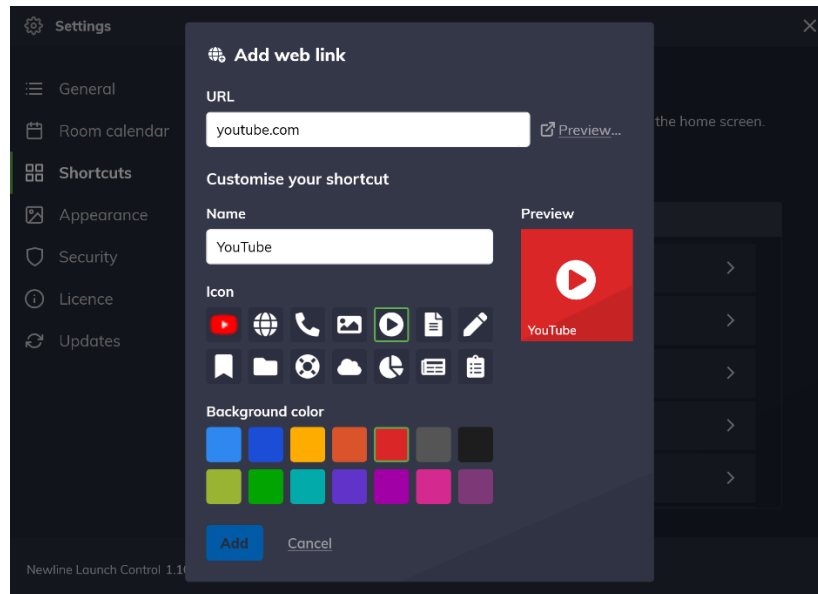 Settings
Add web link
General
URL
youtube.com
Preview...
the home screen.
Room calendar
Shortcuts
Customise your shortcut
Appearance
Name
Preview
YouTube
Security
Icon
Licence
YouTube
Updates
Background color
Add
Cancel
Newline Launch Control